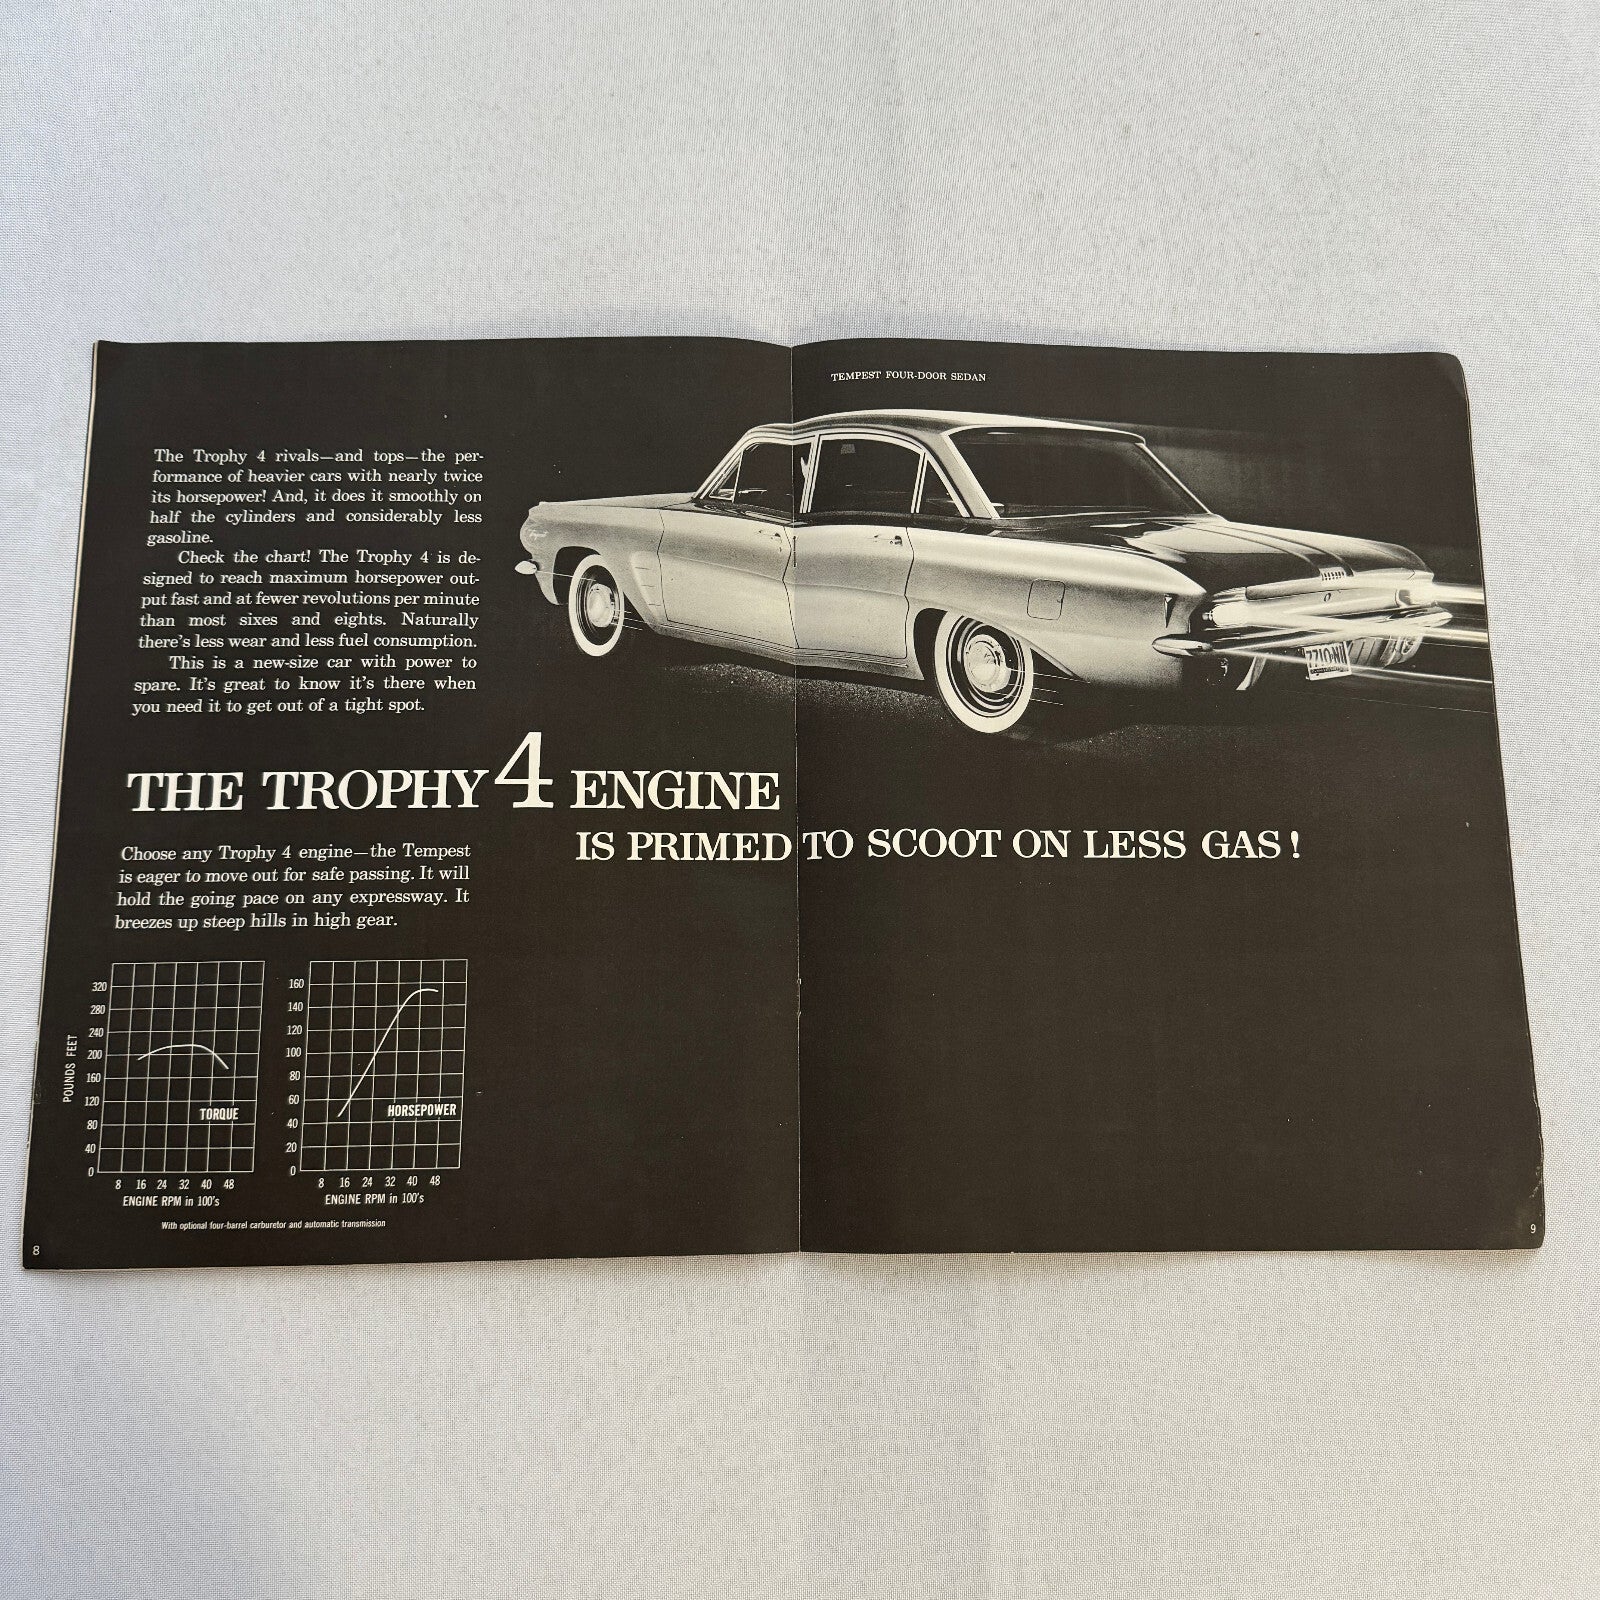 TEMPEST FOUR-DOOR SEDAN
The Trophy 4 rivals—and tops—the per-
formance of heavier cars with nearly twice
its horsepower! And, it does it smoothly on
half the cylinders and considerably less
gasoline.
Check the chart! The Trophy 4 is de-
signed to reach maximum horsepower out-
put fast and at fewer revolutions per minute
than most sixes and eights. Naturally
there's less wear and less fuel consumption.
This is a new-size car with power to
spare. It's great to know it's there when
you need it to get out of a tight spot.
THE TROPHY 4 ENGINE
IS PRIMED TO SCOOT ON LESS GAS!
Choose any Trophy 4 engine—the Tempest
is eager to move out for safe passing. It will
hold the going pace on any expressway. It
breezes up steep hills in high gear.
POUNDS FEET
320
280
240
200
160
120
80
40
0
TORQUE
8 16 24 32 40 48
ENGINE RPM in 100's
160
140
120
100
80
60
40
20
0
HORSEPOWER
8 16 24 32 40 48
ENGINE RPM in 100's
With optional four-barrel carburetor and automatic transmission
8
9